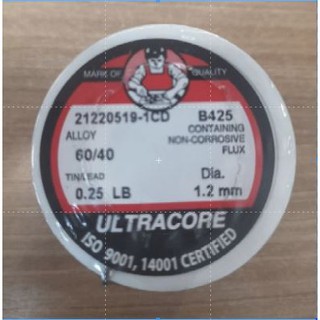 MARK OF QUALITY
21220519-1CD B425
ALLOY CONTAINING
NON-CORROSIVE
60/40 FLUX
TIN/LEAD Dia.
0.25 LB 1.2 mm
ULTRACORE
ISO 9001, 14001 CERTIFIED